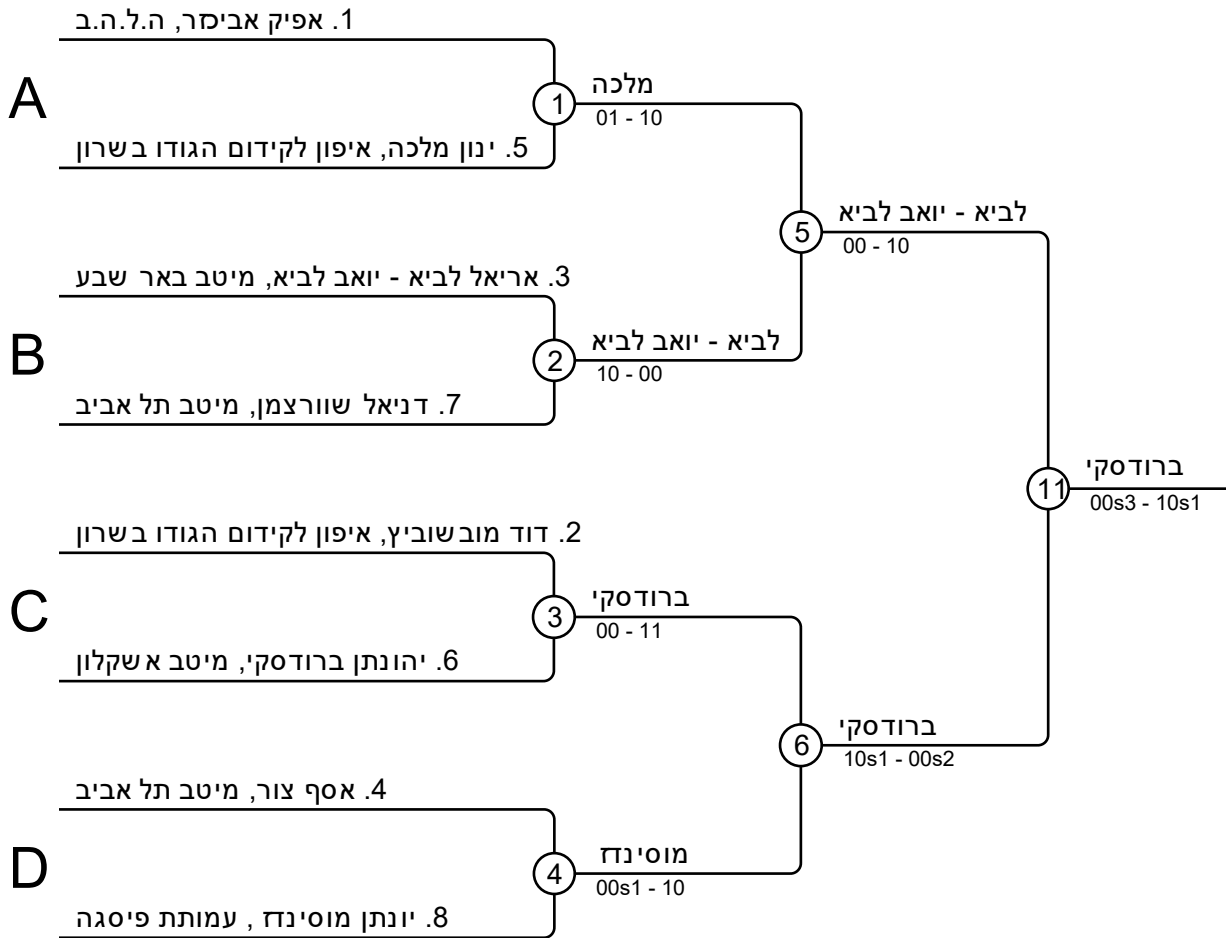 1. אפיק אביכזר, ה.ל.ה.ב
A
1
מלכה
01 - 10
5. ינון מלכה, איפון לקידום הגודו בשרון
5
לביא - יואב לביא
00 - 10
3. אריאל לביא - יואב לביא, מיטב באר שבע
B
2
לביא - יואב לביא
10 - 00
7. דניאל שוורצמן, מיטב תל אביב
11
ברודסקי
00s3 - 10s1
2. דוד מובשוביץ, איפון לקידום הגודו בשרון
C
3
ברודסקי
00 - 11
6. יהונתן ברודסקי, מיטב אשקלון
6
ברודסקי
10s1 - 00s2
4. אסף צור, מיטב תל אביב
D
4
מוסינדז
00s1 - 10
8. יונתן מוסינדז , עמותת פיסגה